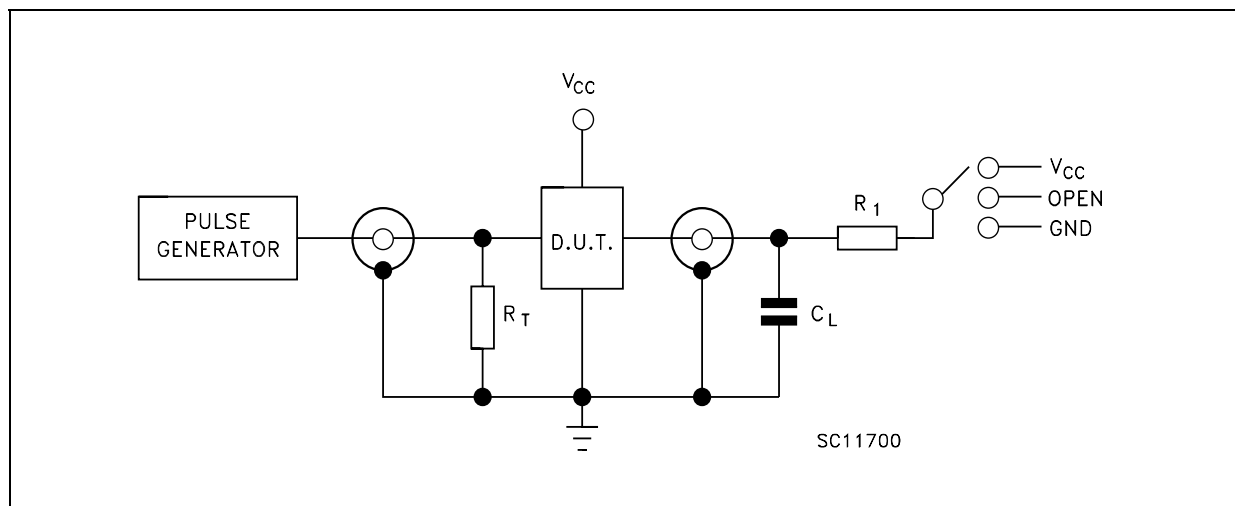 VCC
PULSE
GENERATOR
D.U.T.
RT
R1
CL
VCC
OPEN
GND
SC11700